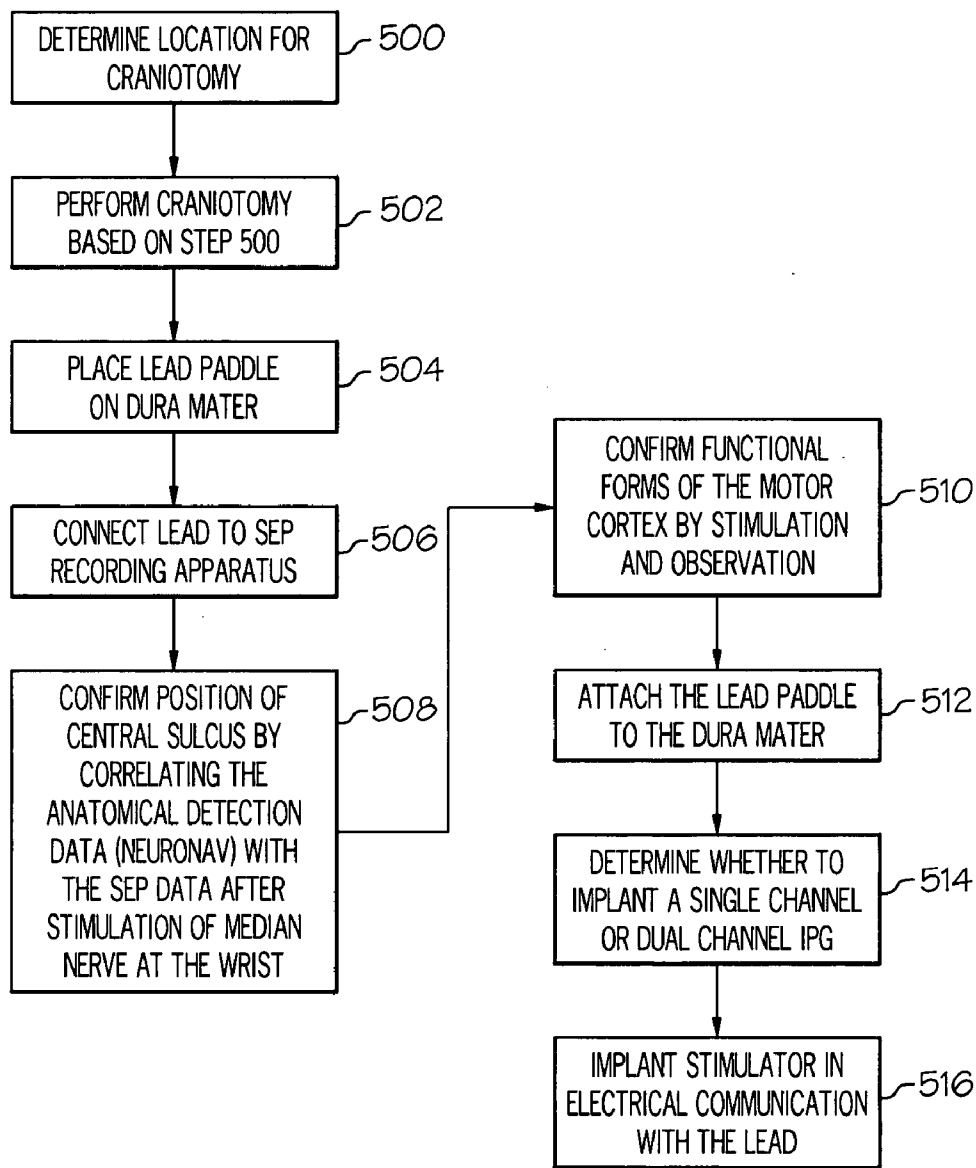 DETERMINE LOCATION FOR
CRANIOTOMY
500
PERFORM CRANIOTOMY
BASED ON STEP 500
502
PLACE LEAD PADDLE
ON DURA MATER
504
CONNECT LEAD TO SEP
RECORDING APPARATUS
506
CONFIRM POSITION OF
CENTRAL SULCUS BY
CORRELATING THE
ANATOMICAL DETECTION
DATA (NEURONAV) WITH
THE SEP DATA AFTER
STIMULATION OF MEDIAN
NERVE AT THE WRIST
508
CONFIRM FUNCTIONAL
FORMS OF THE MOTOR
CORTEX BY STIMULATION
AND OBSERVATION
510
ATTACH THE LEAD PADDLE
TO THE DURA MATER
512
DETERMINE WHETHER TO
IMPLANT A SINGLE CHANNEL
OR DUAL CHANNEL IPG
514
IMPLANT STIMULATOR IN
ELECTRICAL COMMUNICATION
WITH THE LEAD
516